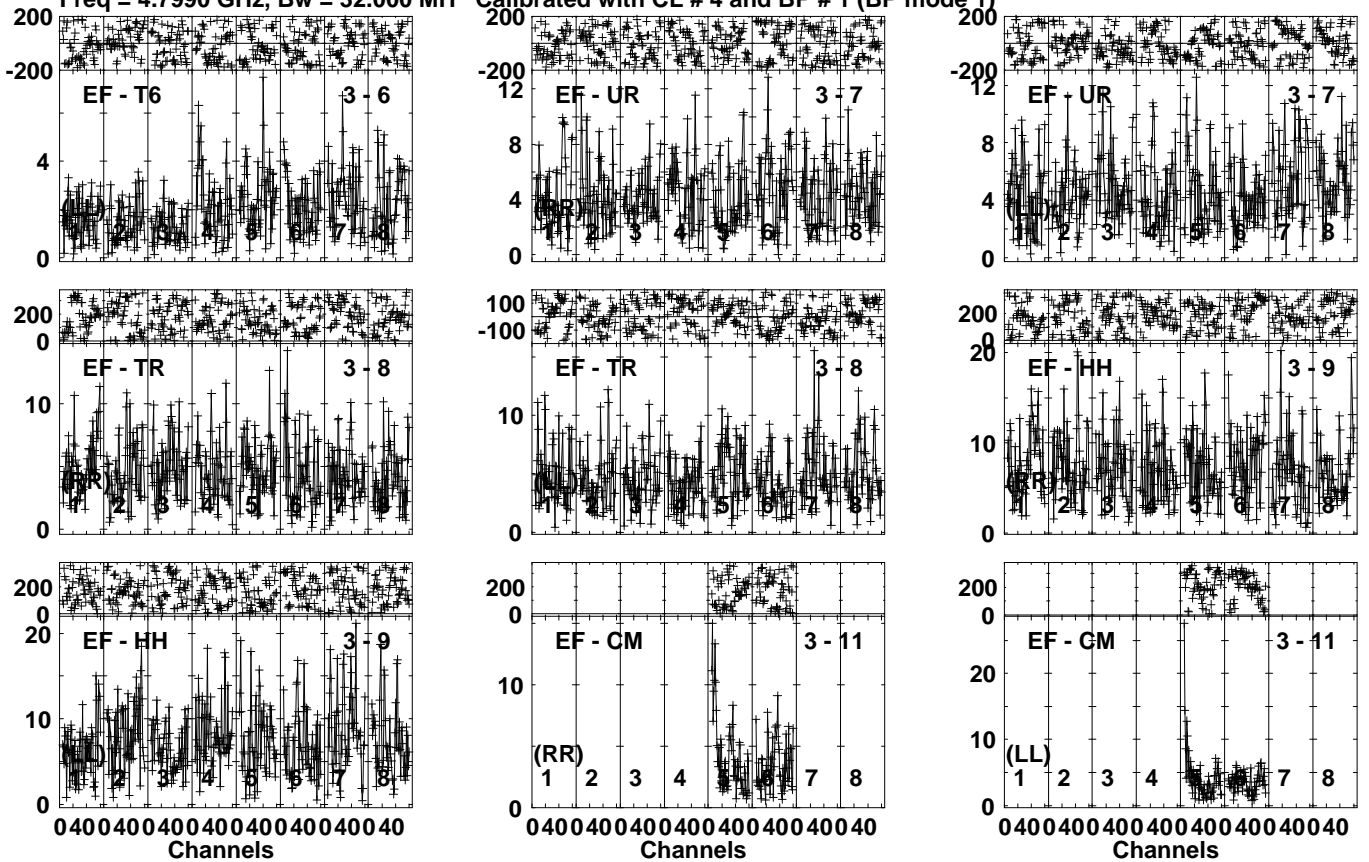 Freq = 4.7990 GHz, Bw = 32.000 MH Calibrated with CL # 4 and BP # 1 (BP mode 1)
200 200 200
-200 -200 -200
EF - T6 3 - 6 EF - UR 3 - 7 EF - UR 3 - 7
12 12
8 8
4 4 4
(LL) (RR) (LL)
1 2 3 4 5 6 7 8 1 2 3 4 5 6 7 8 1 2 3 4 5 6 7 8
0 0 0
200 100 200
0 -100 0
EF - TR 3 - 8 EF - TR 3 - 8 EF - HH 3 - 9
20
10 10 10
(RR) (LL) (RR)
1 2 3 4 5 6 7 8 1 2 3 4 5 6 7 8 1 2 3 4 5 6 7 8
0 0 0
200 200 200
0 0 0
EF - HH 3 - 9 EF - CM 3 - 11 EF - CM 3 - 11
20 20
10 10 10
(LL) (RR) (LL)
1 2 3 4 5 6 7 8 1 2 3 4 5 6 7 8 1 2 3 4 5 6 7 8
0 0 0
0 40 0 40 0 40 0 40 0 40 0 40 0 40 0 40 0 40 0 40 0 40 0 40 0 40 0 40 0 40 0 40 0 40 0 40 0 40 0 40 0 40 0 40 0 40 0 40
Channels Channels Channels